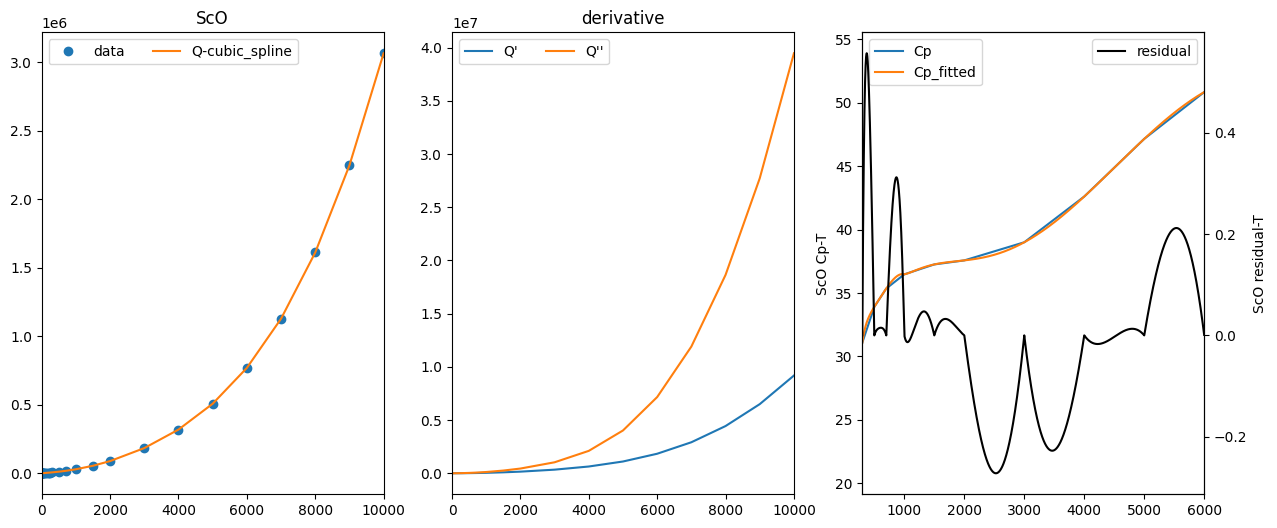 ScO
1e6
data
Q-cubic_spline
3.0
2.5
2.0
1.5
1.0
0.5
0.0
0 2000 4000 6000 8000 10000
derivative
1e7
Q' Q''
4.0
3.5
3.0
2.5
2.0
1.5
1.0
0.5
0.0
0 2000 4000 6000 8000 10000
Cp
Cp_fitted
residual
ScO Cp-T
55
50
45
40
35
30
25
20
1000 2000 3000 4000 5000 6000
0.4
0.2
0.0
−0.2
ScO residual-T